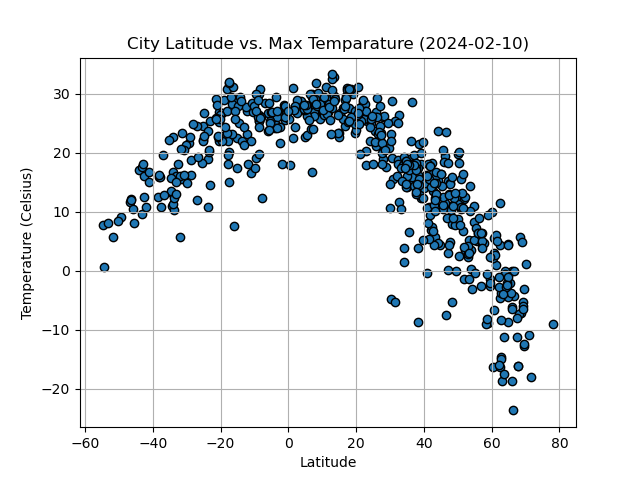 City Latitude vs. Max Temparature (2024-02-10)
30
20
10
0
−10
−20
Temperature (Celsius)
−60 −40 −20 0 20 40 60 80
Latitude